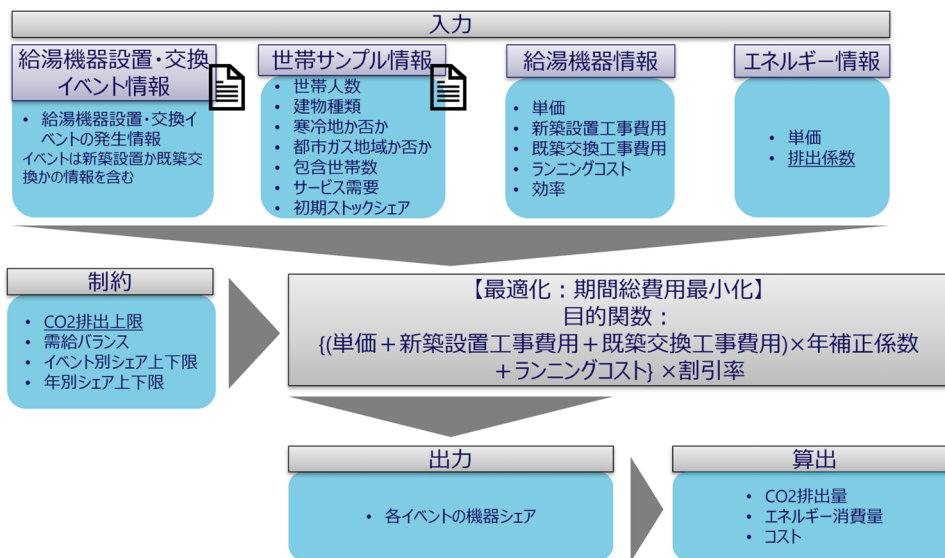 入力
給湯機器設置・交換
イベント情報
• 給湯機器設置・交換イ
ベントの発生情報
イベントは新築設置か既築交
換かの情報を含む
世帯サンプル情報
• 世帯人数
• 建物種類
• 寒冷地か否か
• 都市ガス地域か否か
• 包含世帯数
• サービス需要
• 初期ストックシェア
給湯機器情報
• 単価
• 新築設置工事費用
• 既築交換工事費用
• ランニングコスト
• 効率
エネルギー情報
• 単価
• 排出係数
制約
• CO2排出上限
• 需給バランス
• イベント別シェア上下限
• 年別シェア上下限
【最適化：期間総費用最小化】
目的関数：
{(単価＋新築設置工事費用＋既築交換工事費用)×年補正係数
＋ランニングコスト} ×割引率
出力
• 各イベントの機器シェア
算出
• CO2排出量
• エネルギー消費量
• コスト